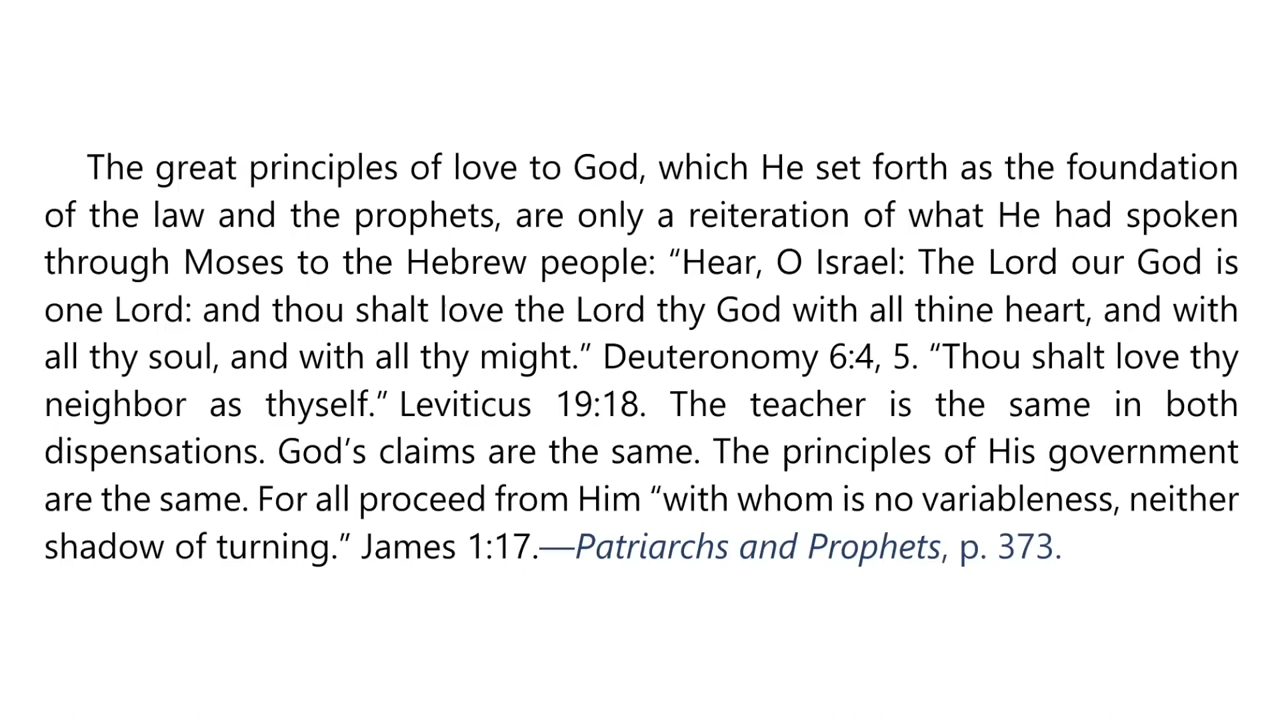 The great principles of love to God, which He set forth as the foundation
of the law and the prophets, are only a reiteration of what He had spoken
through Moses to the Hebrew people: “Hear, O Israel: The Lord our God is
one Lord: and thou shalt love the Lord thy God with all thine heart, and with
all thy soul, and with all thy might.” Deuteronomy 6:4, 5. “Thou shalt love thy
neighbor as thyself.” Leviticus 19:18. The teacher is the same in both
dispensations. God’s claims are the same. The principles of His government
are the same. For all proceed from Him “with whom is no variableness, neither
shadow of turning.” James 1:17.—Patriarchs and Prophets, p. 373.